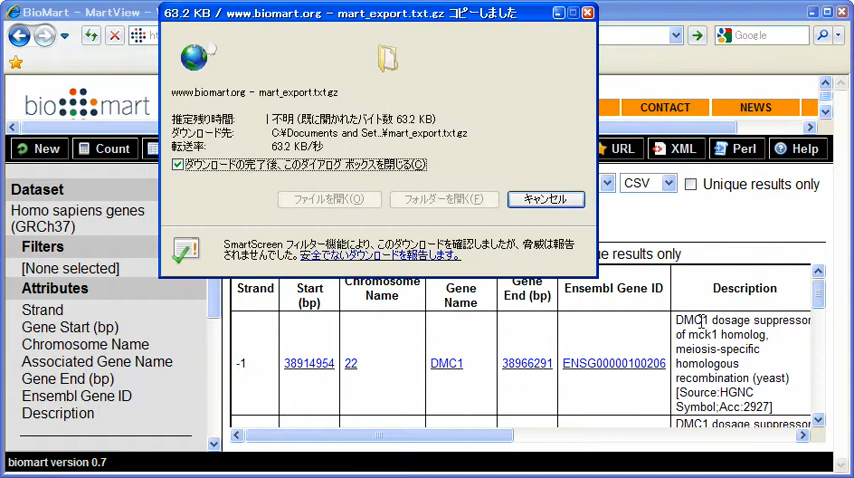 BioMart - MartView -
63.2 KB / www.biomart.org - mart_export.txt.gz コピーしました
www.biomart.org - mart_export.txt.gz
推定残り時間: 不明 (既に開かれたバイト数 63.2 KB)
ダウンロード先: C:¥Documents and Set...¥mart_export.txt.gz
転送率: 63.2 KB/秒
ダウンロードの完了後、このダイアログ ボックスを閉じる(C)
ファイルを開く(O) フォルダーを開く(F) キャンセル
SmartScreen フィルター機能により、このダウンロードを確認しましたが、脅威は報告
されませんでした。安全でないダウンロードを報告します。
Google
biomart
CONTACT NEWS
New Count URL XML Perl Help
CSV Unique results only
ue results only
Dataset
Homo sapiens genes
(GRCh37)
Filters
[None selected]
Attributes
Strand
Gene Start (bp)
Chromosome Name
Associated Gene Name
Gene End (bp)
Ensembl Gene ID
Description
Strand Start (bp) Chromosome Name Gene Name Gene End (bp) Ensembl Gene ID Description
-1 38914954 22 DMC1 38966291 ENSG00000100206
DMC1 dosage suppressor
of mck1 homolog,
meiosis-specific
homologous
recombination (yeast)
[Source:HGNC
Symbol;Acc:2927]
DMC1 dosage suppressor
biomart version 0.7